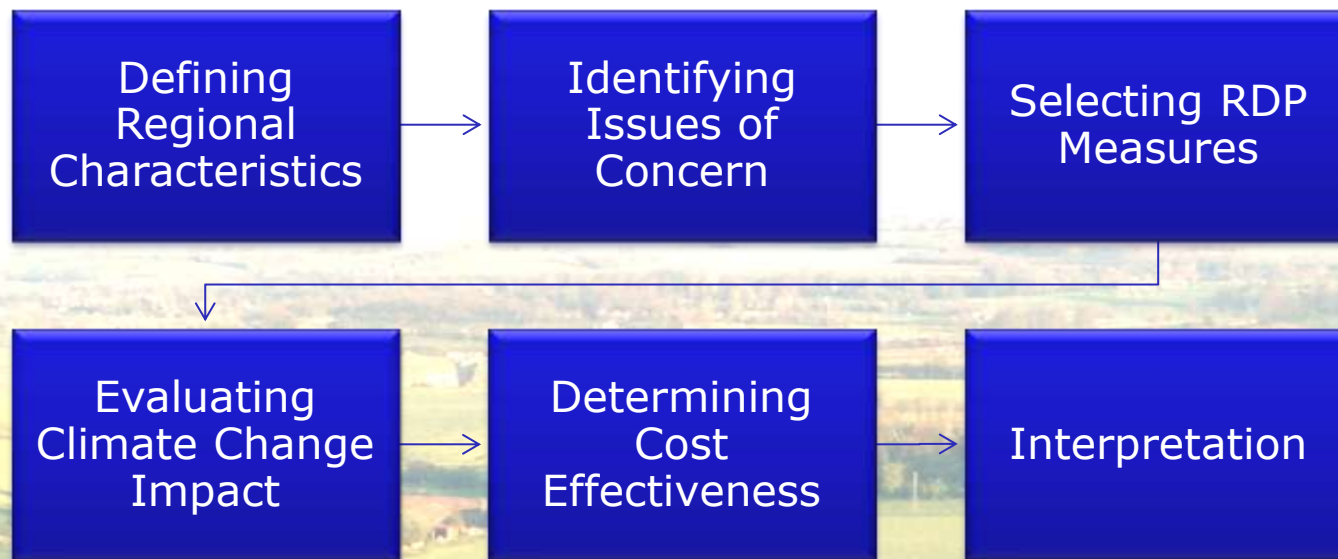 Defining
Regional
Characteristics
Identifying
Issues of
Concern
Selecting RDP
Measures
Evaluating
Climate Change
Impact
Determining
Cost
Effectiveness
Interpretation